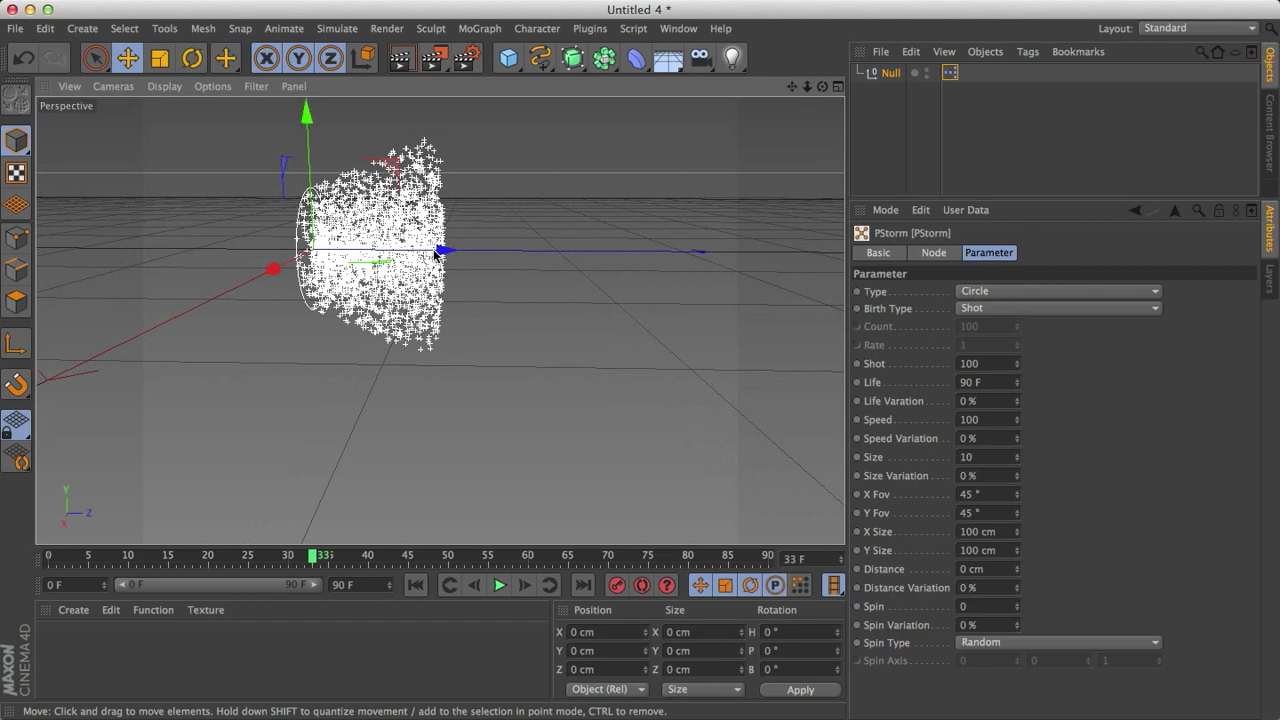 Untitled 4 *
File Edit Create Select Tools Mesh Snap Animate Simulate Render Sculpt MoGraph Character Plugins Script Window Help
Layout: Standard
X Y Z
File Edit View Objects Tags Bookmarks
View Cameras Display Options Filter Panel
Perspective
Null
Objects
Content Browser
Attributes
Layers
Mode Edit User Data
PStorm [PStorm]
Basic Node Parameter
Parameter
Type Circle
Birth Type Shot
Count 100
Rate 1
Shot 100
Life 90 F
Life Varation 0 %
Speed 100
Speed Variation 0 %
Size 10
Size Variation 0 %
X Fov 45 °
Y Fov 45 °
X Size 100 cm
Y Size 100 cm
Distance 0 cm
Distance Variation 0 %
Spin 0
Spin Variation 0 %
Spin Type Random
Spin Axis 0 0 1
Y
Z
X
0 5 10 15 20 25 30 33 40 45 50 55 60 65 70 75 80 85 90 33 F
0 F 0 F 90 F 90 F
Create Edit Function Texture
Position Size Rotation
X 0 cm X 0 cm H 0 °
Y 0 cm Y 0 cm P 0 °
Z 0 cm Z 0 cm B 0 °
Object (Rel) Size Apply
MAXON
CINEMA 4D
Move: Click and drag to move elements. Hold down SHIFT to quantize movement / add to the selection in point mode, CTRL to remove.